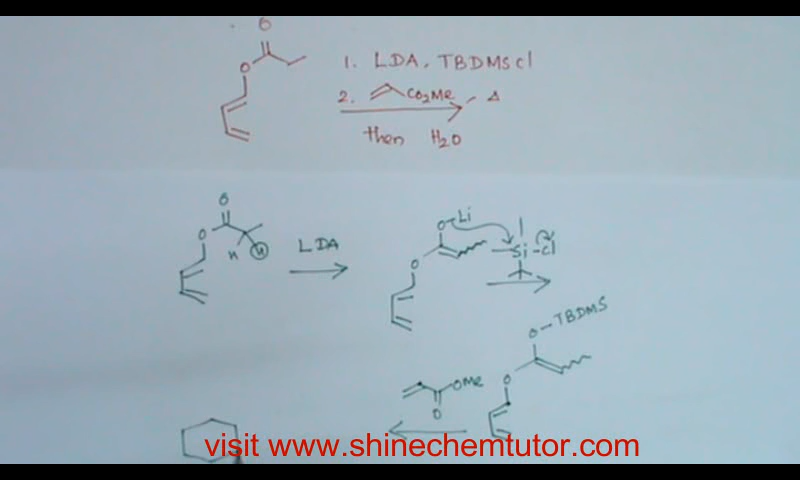 O
O
1. LDA, TBDMSCl
2. CO2Me - Δ
then H2O
O
O
H
H
LDA
O-Li
O
Si-Cl
O-TBDMS
O
OMe
O
visit www.shinechemtutor.com